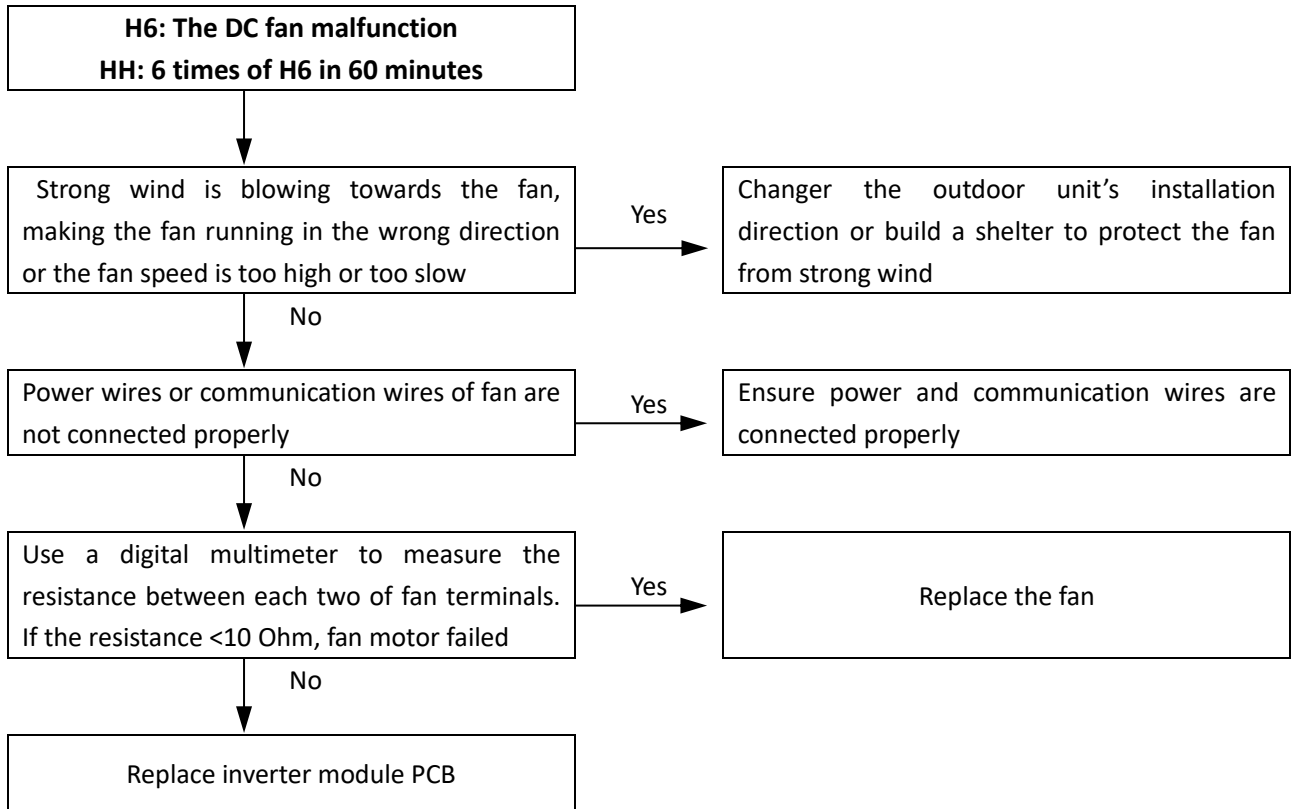 H6: The DC fan malfunction
HH: 6 times of H6 in 60 minutes
Strong wind is blowing towards the fan,
making the fan running in the wrong direction
or the fan speed is too high or too slow
Yes
Changer the outdoor unit’s installation
direction or build a shelter to protect the fan
from strong wind
No
Power wires or communication wires of fan are
not connected properly
Yes
Ensure power and communication wires are
connected properly
No
Use a digital multimeter to measure the
resistance between each two of fan terminals.
If the resistance <10 Ohm, fan motor failed
Yes
Replace the fan
No
Replace inverter module PCB